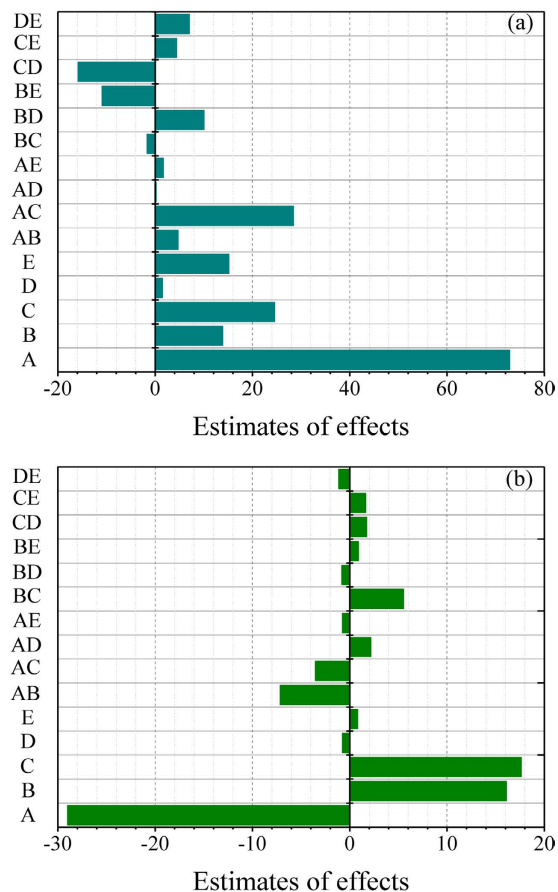 (a)
DE
CE
CD
BE
BD
BC
AE
AD
AC
AB
E
D
C
B
A
-20 0 20 40 60 80
Estimates of effects
(b)
DE
CE
CD
BE
BD
BC
AE
AD
AC
AB
E
D
C
B
A
-30 -20 -10 0 10 20
Estimates of effects